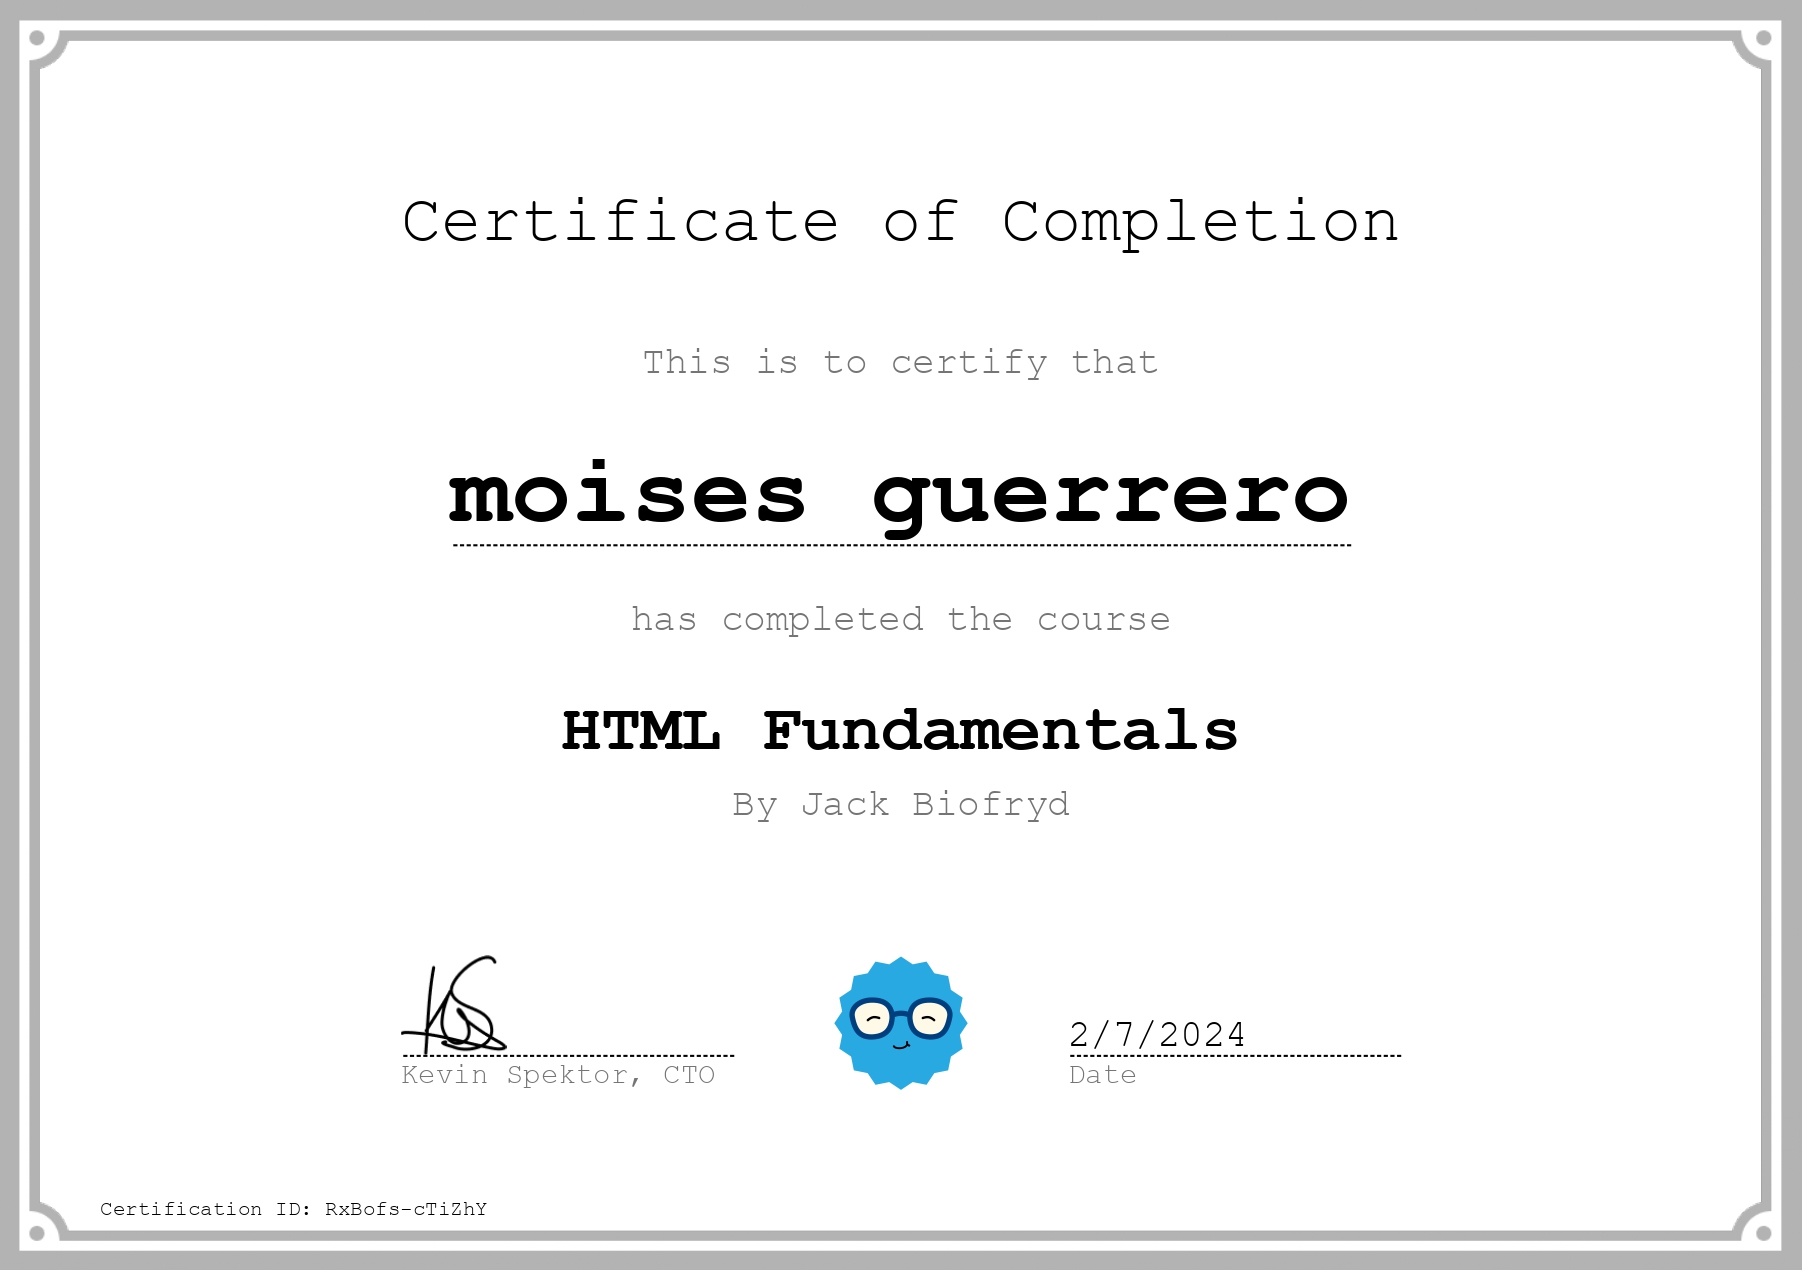 Certificate of Completion
This is to certify that
moises guerrero
has completed the course
HTML Fundamentals
By Jack Biofryd
2/7/2024
Kevin Spektor, CTO
Date
Certification ID: RxBofs-cTiZhY